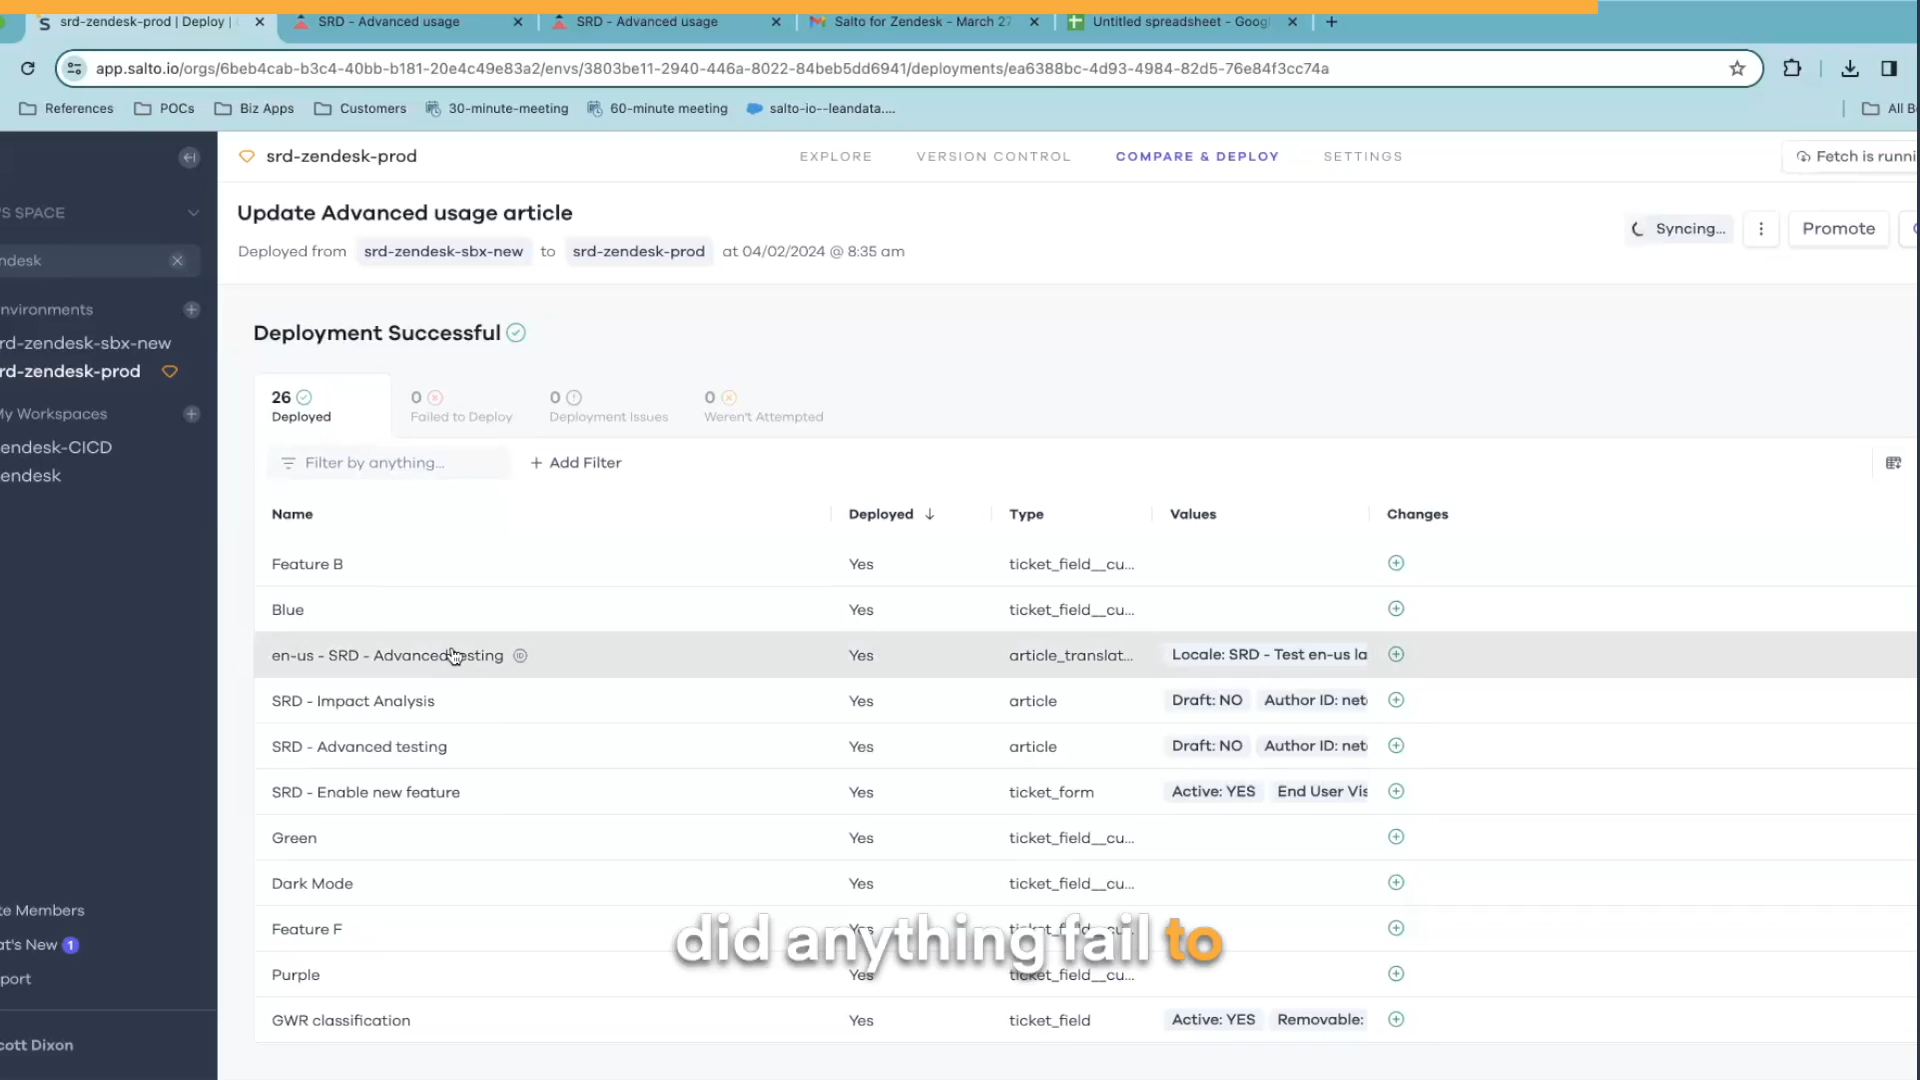 srd-zendesk-prod | Deploy |
SRD - Advanced usage
SRD - Advanced usage
Salto for Zendesk - March 27
Untitled spreadsheet - Goog
app.salto.io/orgs/6beb4cab-b3c4-40bb-b181-20e4c49e83a2/envs/3803be11-2940-446a-8022-84beb5dd6941/deployments/ea6388bc-4d93-4984-82d5-76e84f3cc74a
References POCs Biz Apps Customers 30-minute-meeting 60-minute meeting salto-io--leandata.... All B
'S SPACE
ndesk
nvironments
rd-zendesk-sbx-new
rd-zendesk-prod
My Workspaces
endesk-CICD
endesk
te Members
at's New 1
port
cott Dixon
srd-zendesk-prod EXPLORE VERSION CONTROL COMPARE & DEPLOY SETTINGS Fetch is runni
Update Advanced usage article
Syncing... Promote
Deployed from srd-zendesk-sbx-new to srd-zendesk-prod at 04/02/2024 @ 8:35 am
Deployment Successful
26 Deployed
0 Failed to Deploy
0 Deployment Issues
0 Weren't Attempted
Filter by anything... + Add Filter
Name Deployed ↓ Type Values Changes
Feature B Yes ticket_field__cu...
Blue Yes ticket_field__cu...
en-us - SRD - Advanced testing Yes article_translat... Locale: SRD - Test en-us la
SRD - Impact Analysis Yes article Draft: NO Author ID: net
SRD - Advanced testing Yes article Draft: NO Author ID: net
SRD - Enable new feature Yes ticket_form Active: YES End User Vis
Green Yes ticket_field__cu...
Dark Mode Yes ticket_field__cu...
Feature F Yes ticket_field__cu...
did anything fail to
Purple Yes ticket_field__cu...
GWR classification Yes ticket_field Active: YES Removable: